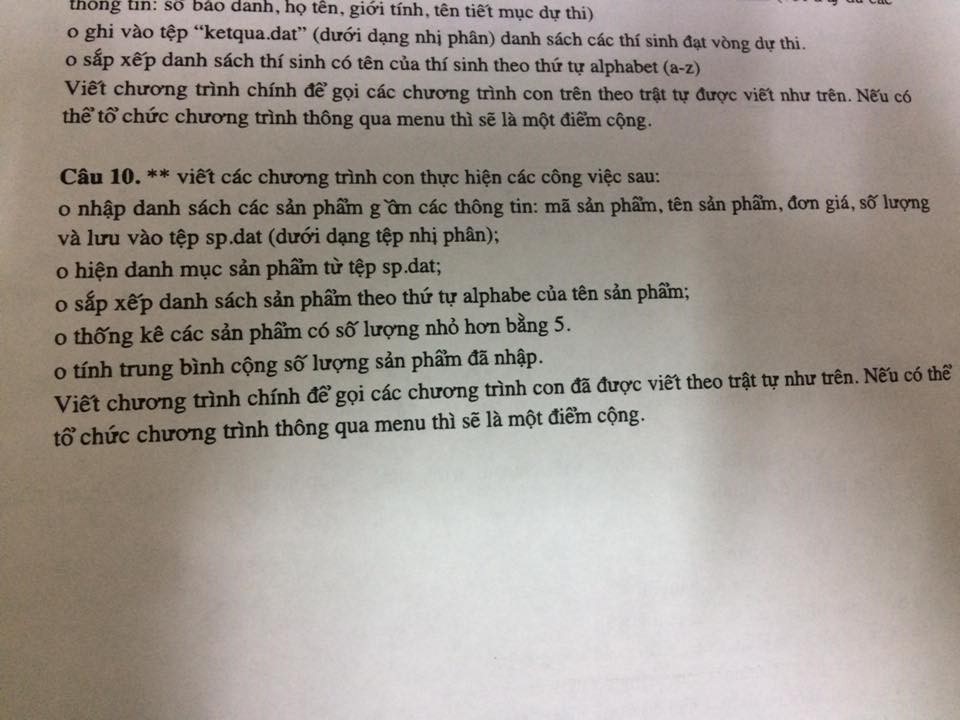 thông tin: số báo danh, họ tên, giới tính, tên tiết mục dự thi)
o ghi vào tệp “ketqua.dat” (dưới dạng nhị phân) danh sách các thí sinh đạt vòng dự thi.
o sắp xếp danh sách thí sinh có tên của thí sinh theo thứ tự alphabet (a-z)
Viết chương trình chính để gọi các chương trình con trên theo trật tự được viết như trên. Nếu có
thể tổ chức chương trình thông qua menu thì sẽ là một điểm cộng.
Câu 10. ** viết các chương trình con thực hiện các công việc sau:
o nhập danh sách các sản phẩm gồm các thông tin: mã sản phẩm, tên sản phẩm, đơn giá, số lượng
và lưu vào tệp sp.dat (dưới dạng tệp nhị phân);
o hiện danh mục sản phẩm từ tệp sp.dat;
o sắp xếp danh sách sản phẩm theo thứ tự alphabe của tên sản phẩm;
o thống kê các sản phẩm có số lượng nhỏ hơn bằng 5.
o tính trung bình cộng số lượng sản phẩm đã nhập.
Viết chương trình chính để gọi các chương trình con đã được viết theo trật tự như trên. Nếu có thể
tổ chức chương trình thông qua menu thì sẽ là một điểm cộng.